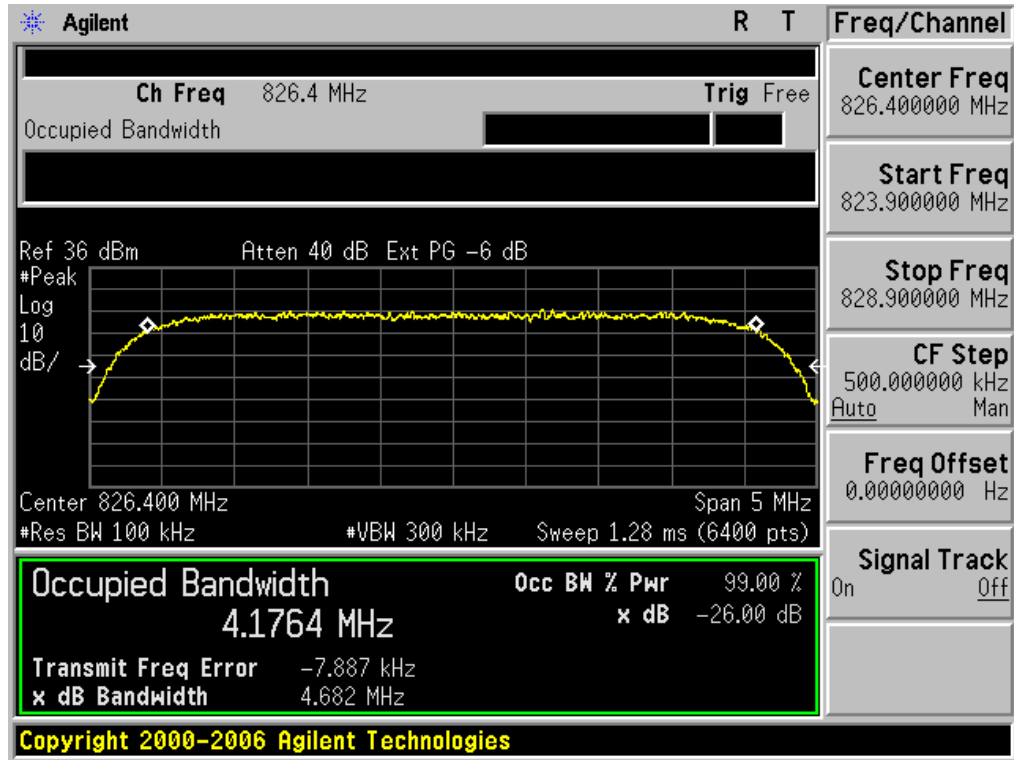 Agilent R T Freq/Channel
Ch Freq 826.4 MHz Trig Free
Occupied Bandwidth
Center Freq
826.400000 MHz
Start Freq
823.900000 MHz
Stop Freq
828.900000 MHz
CF Step
500.000000 kHz
Auto Man
Freq Offset
0.00000000 Hz
Signal Track
On Off
Ref 36 dBm Atten 40 dB Ext PG -6 dB
#Peak
Log
10
dB/
Center 826.400 MHz Span 5 MHz
#Res BW 100 kHz #VBW 300 kHz Sweep 1.28 ms (6400 pts)
Occupied Bandwidth Occ BW % Pwr 99.00 %
4.1764 MHz x dB -26.00 dB
Transmit Freq Error -7.887 kHz
x dB Bandwidth 4.682 MHz
Copyright 2000-2006 Agilent Technologies